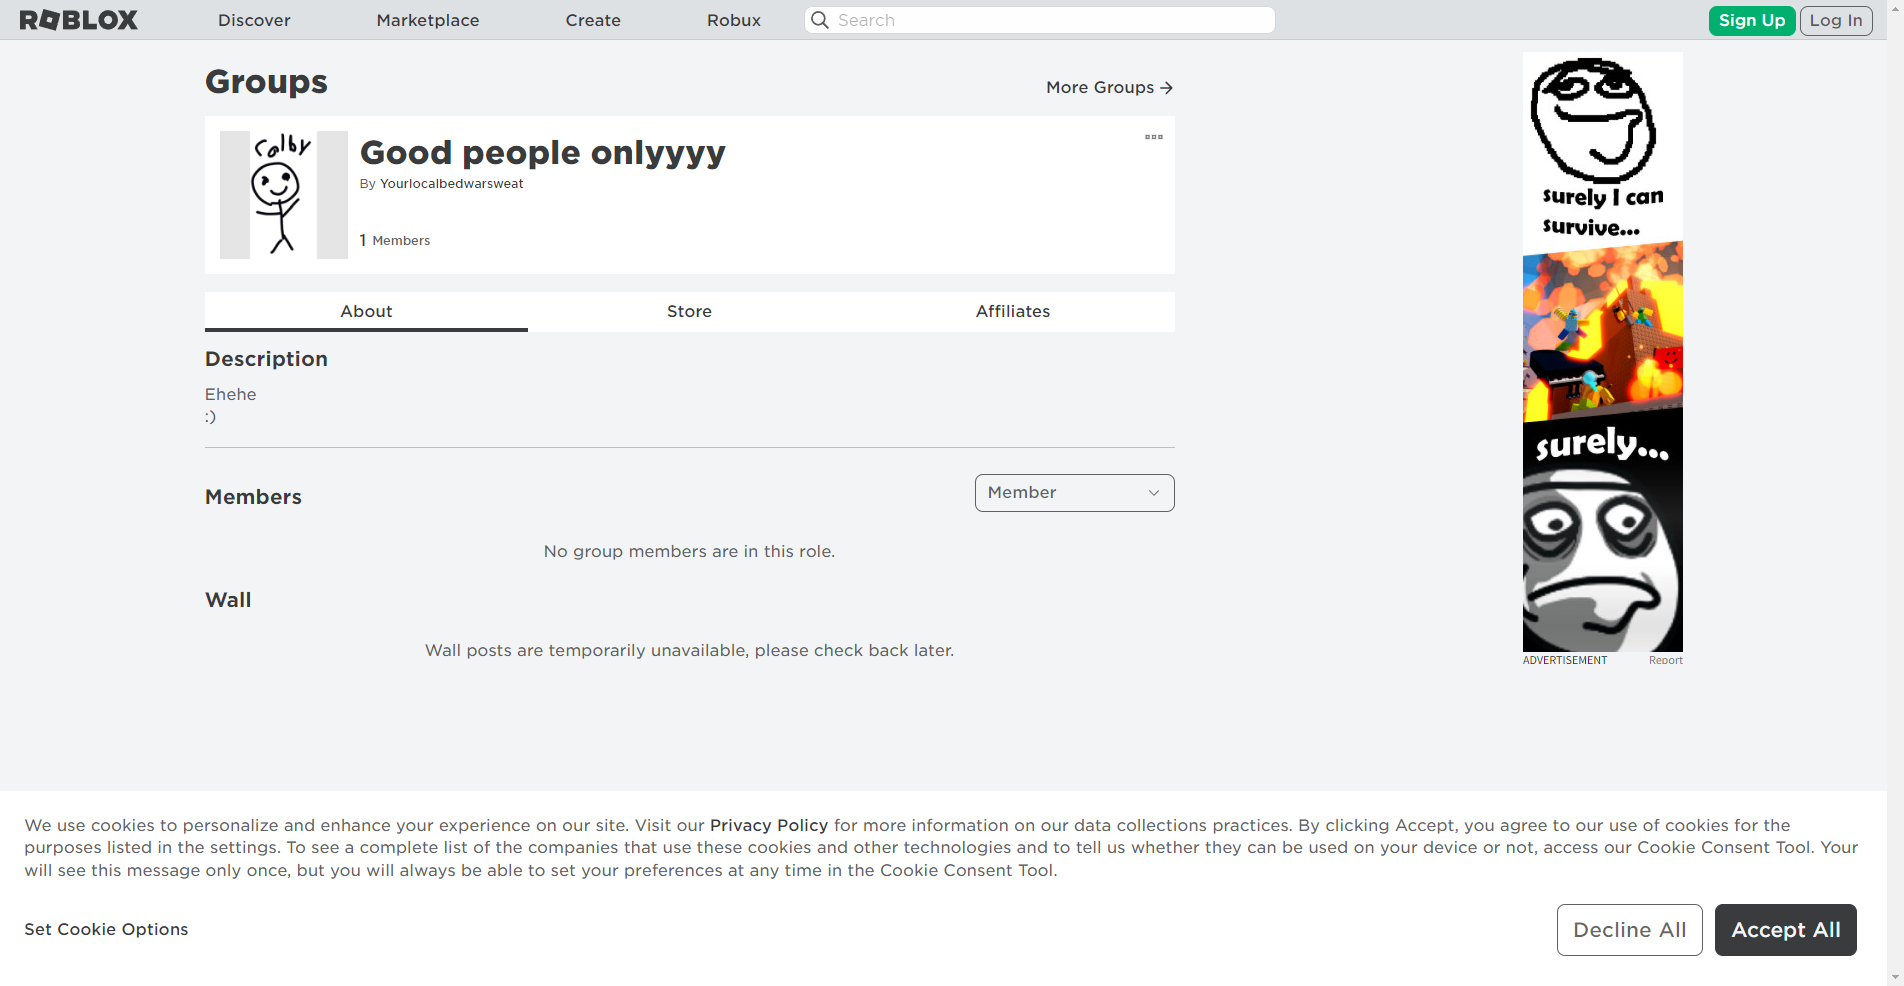 ROBLOX
Discover
Marketplace
Create
Robux
Search
Sign Up
Log In
Groups
More Groups
Colby
Good people onlyyyy
By Yourlocalbedwarsweat
1 Members
About
Store
Affiliates
Description
Ehehe
:)
Members
Member
No group members are in this role.
Wall
Wall posts are temporarily unavailable, please check back later.
surely I can
survive...
surely...
ADVERTISEMENT
Report
We use cookies to personalize and enhance your experience on our site. Visit our Privacy Policy for more information on our data collections practices. By clicking Accept, you agree to our use of cookies for the
purposes listed in the settings. To see a complete list of the companies that use these cookies and other technologies and to tell us whether they can be used on your device or not, access our Cookie Consent Tool. Your
will see this message only once, but you will always be able to set your preferences at any time in the Cookie Consent Tool.
Set Cookie Options
Decline All
Accept All